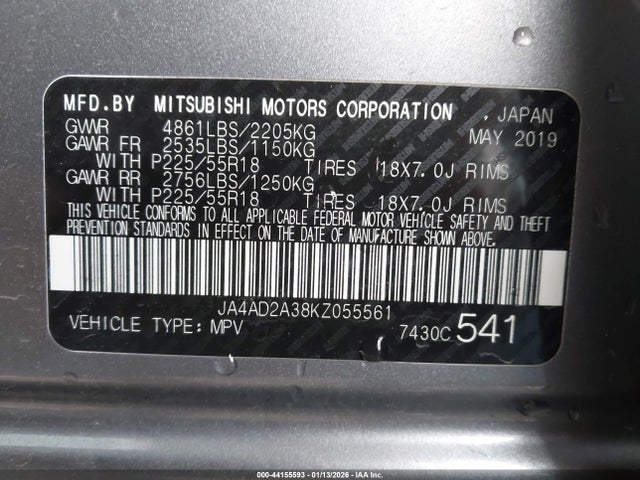 MFD.BY MITSUBISHI MOTORS CORPORATION JAPAN
GVWR 4861LBS/2205KG MAY 2019
GAWR FR 2535LBS/1150KG
WITH P225/55R18 TIRES 18X7.0J RIMS
GAWR RR 2756LBS/1250KG
WITH P225/55R18 TIRES 18X7.0J RIMS
THIS VEHICLE CONFORMS TO ALL APPLICABLE FEDERAL MOTOR VEHICLE SAFETY AND THEFT
PREVENTION STANDARDS IN EFFECT ON THE DATE OF MANUFACTURE SHOWN ABOVE.
JA4AD2A38KZ055561
VEHICLE TYPE: MPV 7430C 541
000-44155593 - 01/13/2026 - IAA Inc.